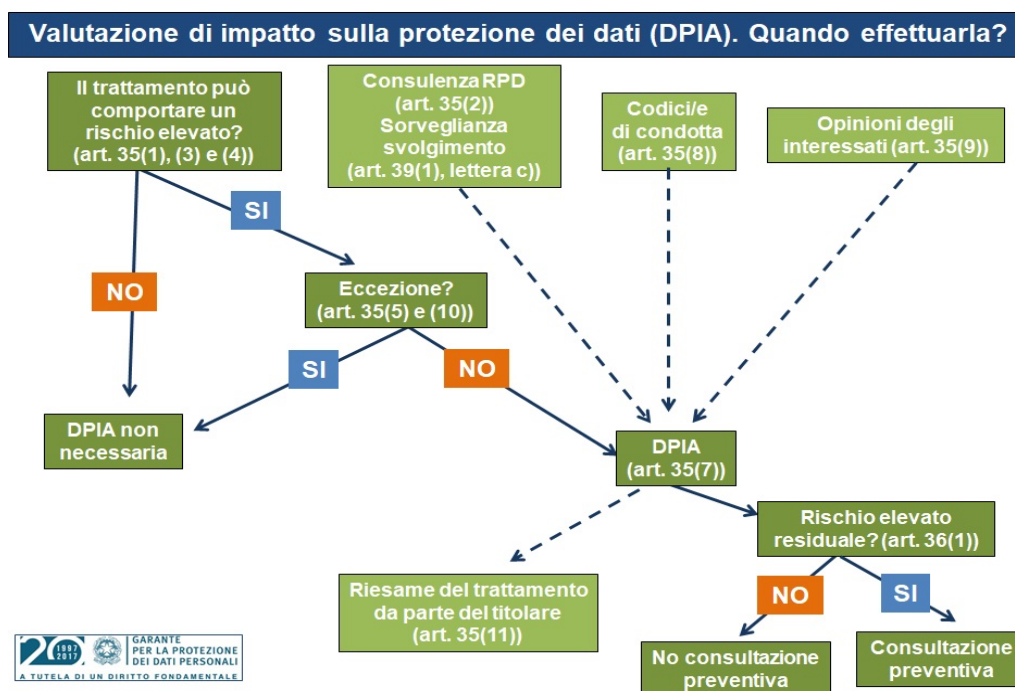 Valutazione di impatto sulla protezione dei dati (DPIA). Quando effettuarla?
Il trattamento può
comportare un
rischio elevato?
(art. 35(1), (3) e (4))
Consulenza RPD
(art. 35(2))
Sorveglianza
svolgimento
(art. 39(1), lettera c))
Codici/e
di condotta
(art. 35(8))
Opinioni degli
interessati (art. 35(9))
SI
NO
Eccezione?
(art. 35(5) e (10))
SI
NO
DPIA non
necessaria
DPIA
(art. 35(7))
Rischio elevato
residuale? (art. 36(1))
Riesame del trattamento
da parte del titolare
(art. 35(11))
NO
SI
No consultazione
preventiva
Consultazione
preventiva
20 1997
2017
GARANTE
PER LA PROTEZIONE
DEI DATI PERSONALI
A TUTELA DI UN DIRITTO FONDAMENTALE